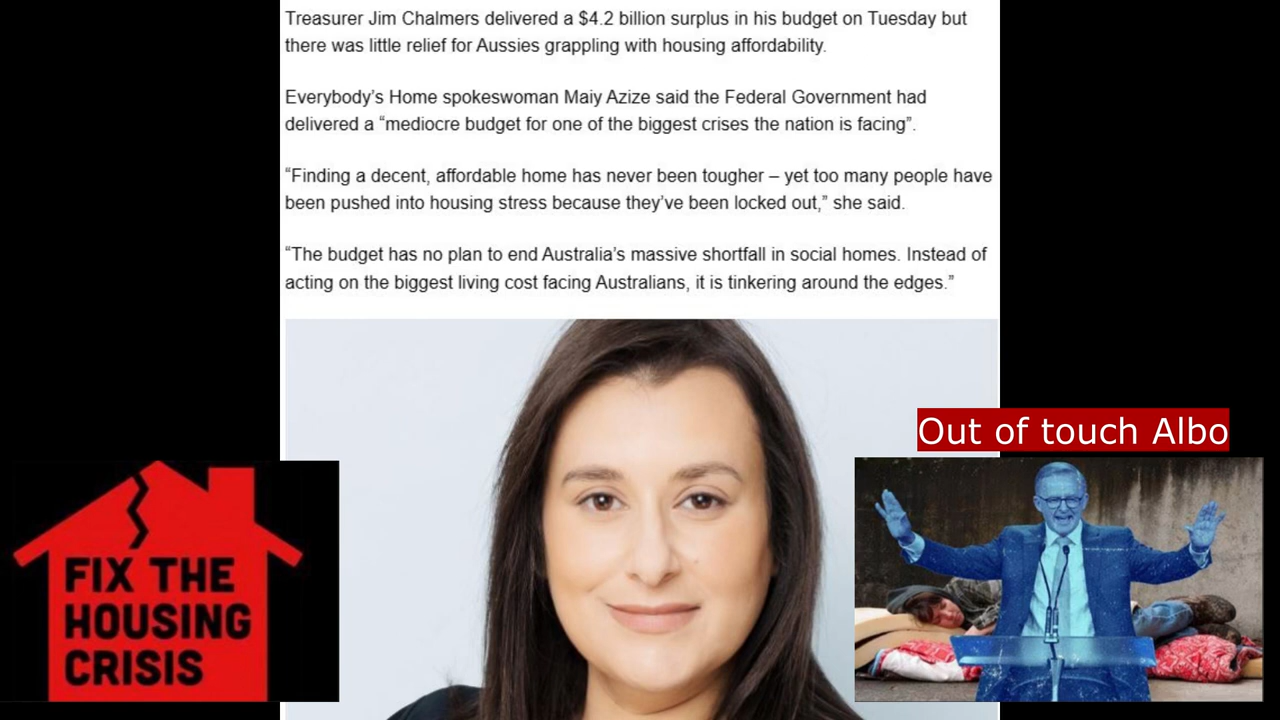 Treasurer Jim Chalmers delivered a $4.2 billion surplus in his budget on Tuesday but
there was little relief for Aussies grappling with housing affordability.
Everybody’s Home spokeswoman Maiy Azize said the Federal Government had
delivered a “mediocre budget for one of the biggest crises the nation is facing”.
“Finding a decent, affordable home has never been tougher – yet too many people have
been pushed into housing stress because they’ve been locked out,” she said.
“The budget has no plan to end Australia’s massive shortfall in social homes. Instead of
acting on the biggest living cost facing Australians, it is tinkering around the edges.”
Out of touch Albo
FIX THE
HOUSING
CRISIS